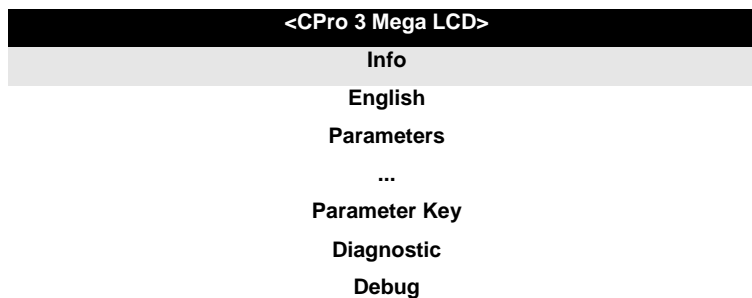 <CPro 3 Mega LCD>
Info
English
Parameters
...
Parameter Key
Diagnostic
Debug